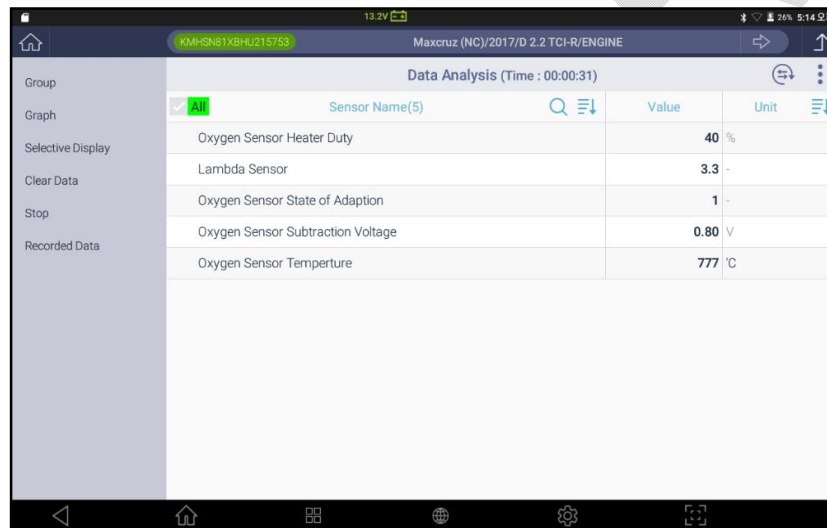 13.2V
26% 5:14
KMHSN81XBHU215753 Maxcruz (NC)/2017/D 2.2 TCI-R/ENGINE
Data Analysis (Time : 00:00:31)
Group
Graph
Selective Display
Clear Data
Stop
Recorded Data
All Sensor Name(5) Value Unit
Oxygen Sensor Heater Duty 40 %
Lambda Sensor 3.3 -
Oxygen Sensor State of Adaption 1 -
Oxygen Sensor Subtraction Voltage 0.80 V
Oxygen Sensor Temperture 777 'C